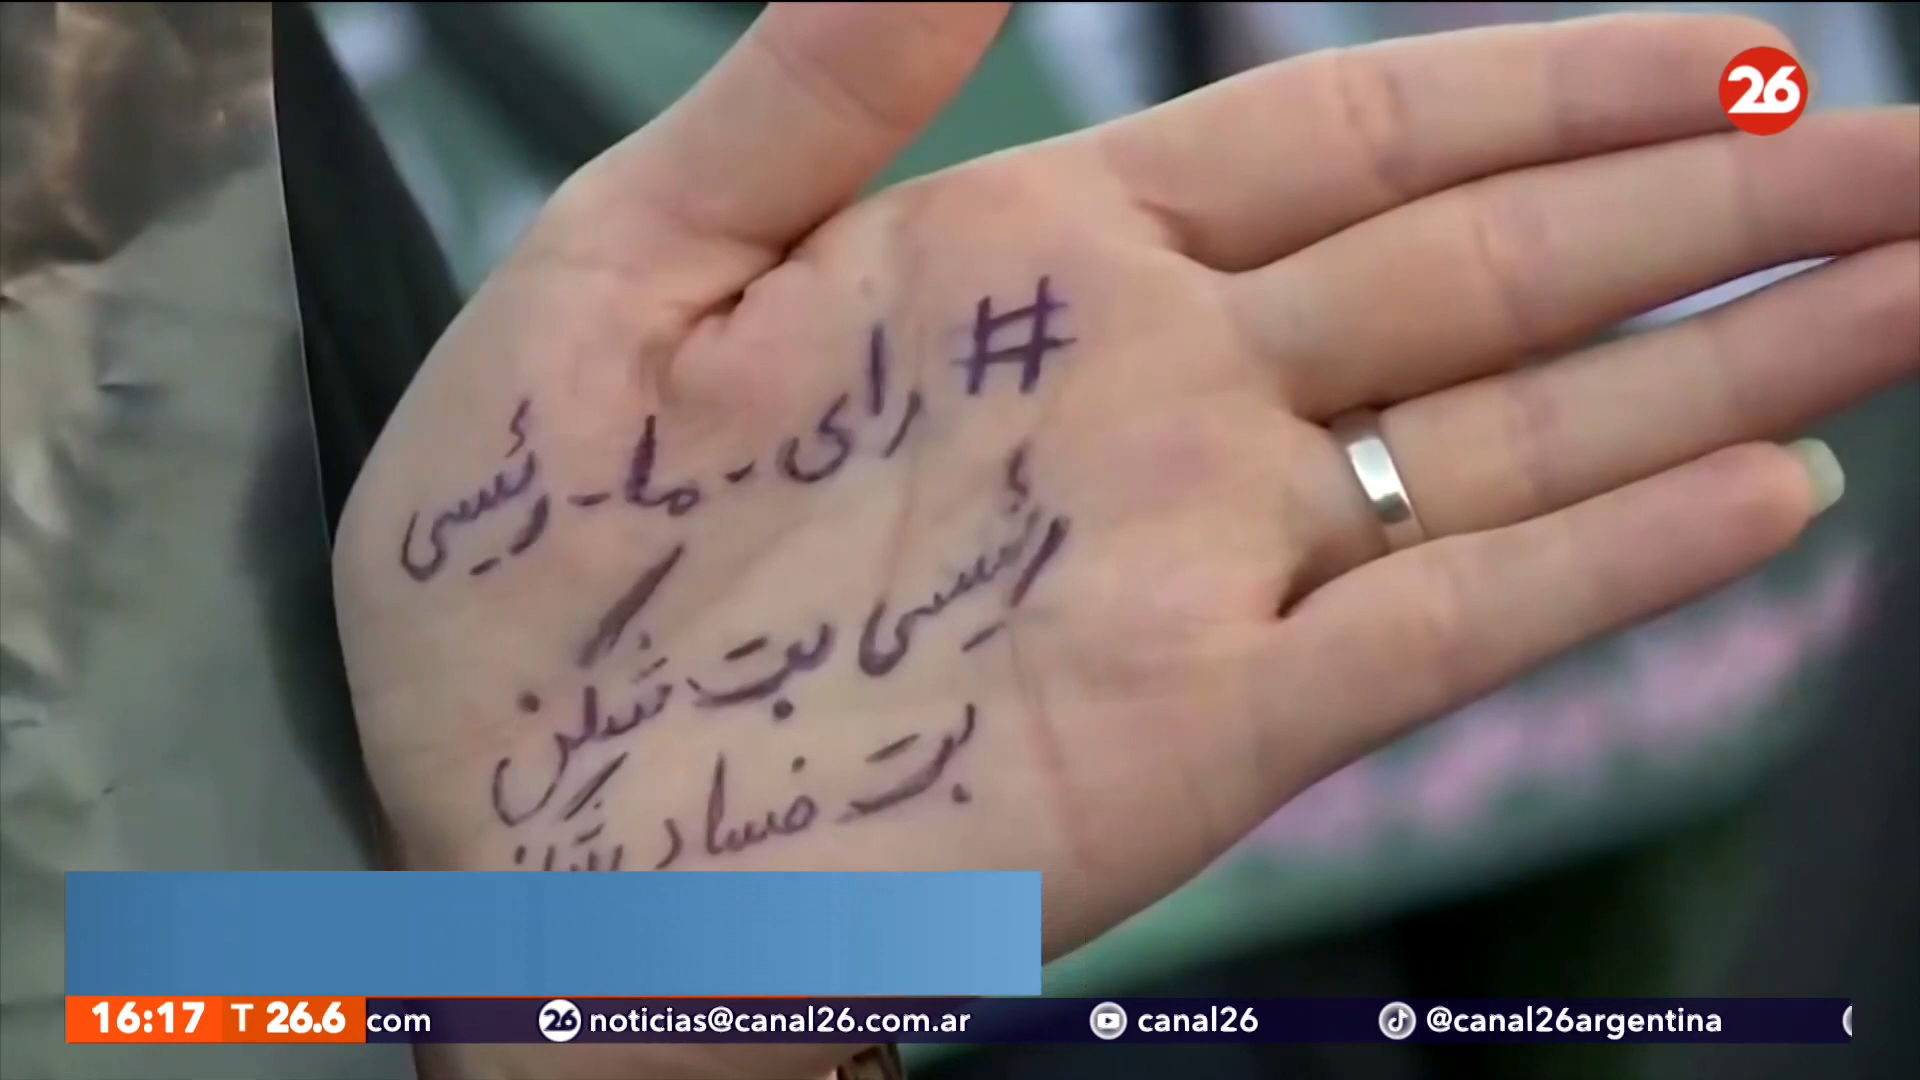 26
# رای-ما-رئیسی
رئیسی بت شکن
بت فساد
16:17 T 26.6 com 26 noticias@canal26.com.ar canal26 @canal26argentina